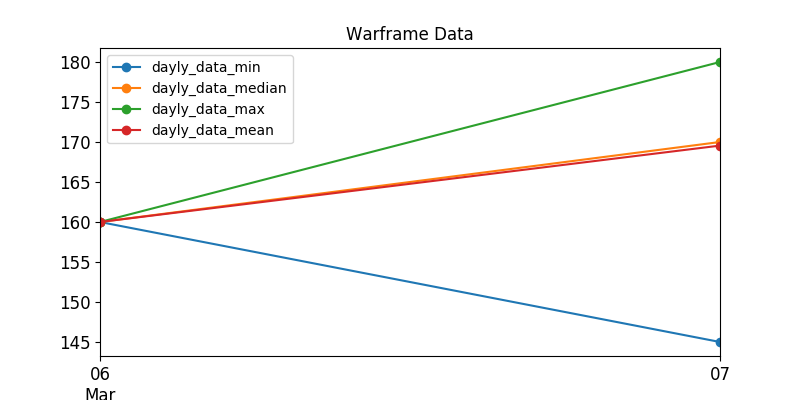 Warframe Data
dayly_data_min
dayly_data_median
dayly_data_max
dayly_data_mean
180
175
170
165
160
155
150
145
06
07
Mar